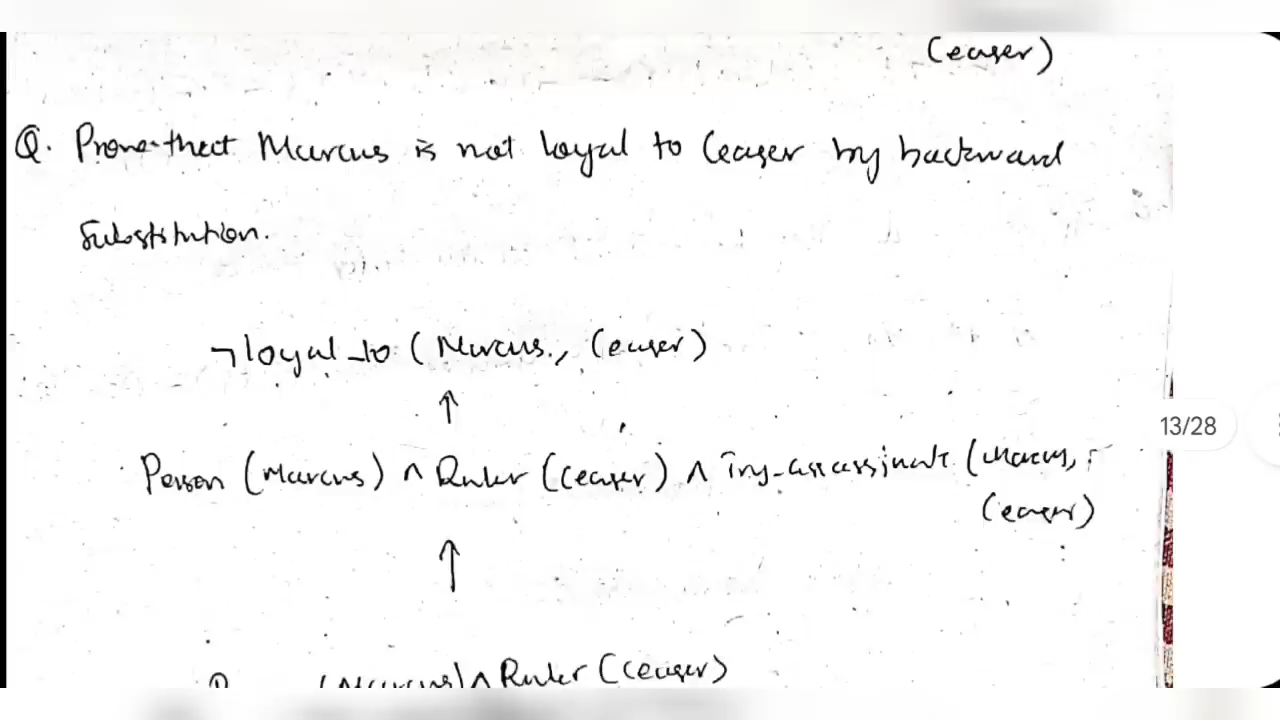 (ceaser)
Q. Prove that Marcus is not loyal to Ceaser by backward
Substitution.
¬loyal_to (Marcus, Ceaser)
↑
Person (Marcus) ∧ Ruler (Ceaser) ∧ Try_assassinate (Marcus,
Ceaser)
13/28
↑
(Marcus) ∧ Ruler (Ceaser)